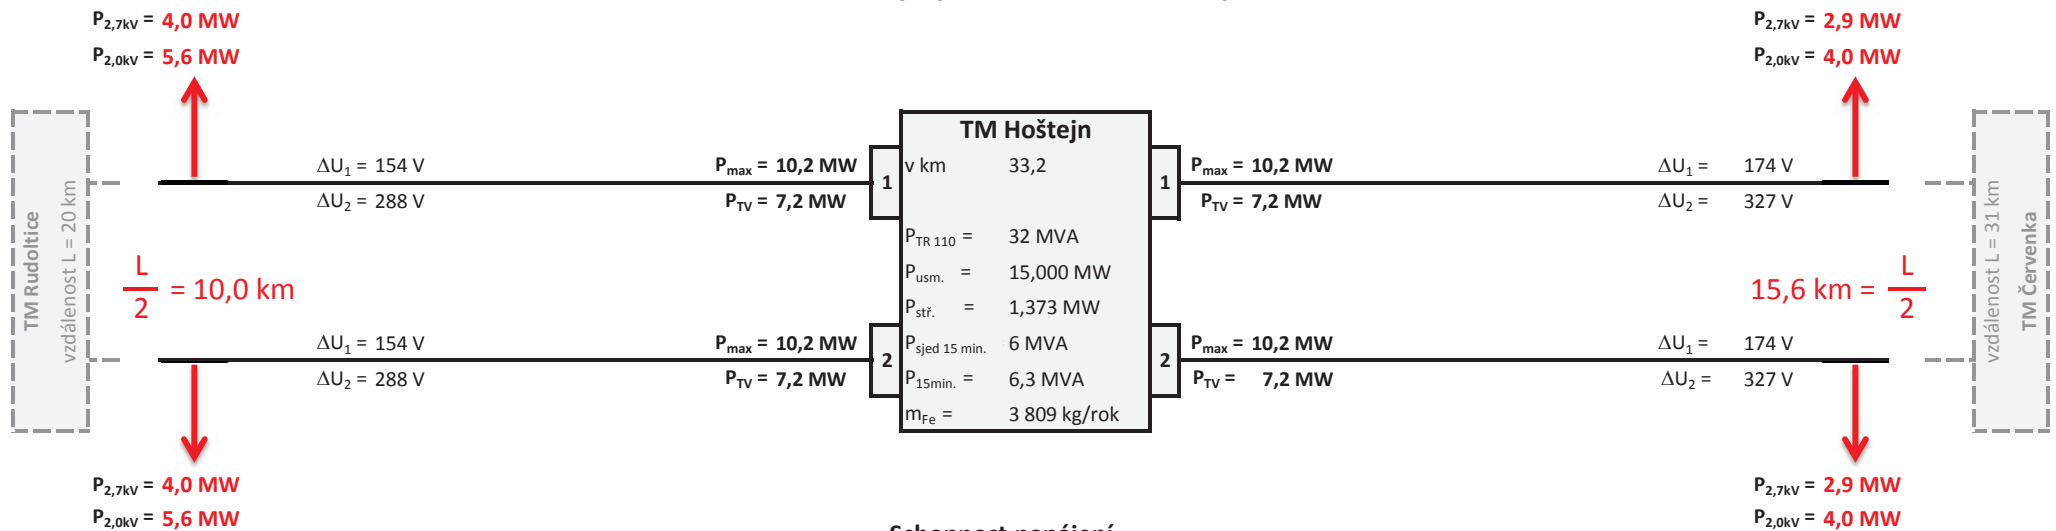 P2,7kV = 4,0 MW
P2,0kV = 5,6 MW
P2,7kV = 2,9 MW
P2,0kV = 4,0 MW
TM Rudoltice
vzdálenost L = 20 km
ΔU1 = 154 V
ΔU2 = 288 V
Pmax = 10,2 MW
PTV = 7,2 MW
1
TM Hoštejn
v km 33,2
PTR 110 = 32 MVA
Pusm. = 15,000 MW
Pstř. = 1,373 MW
Psjed 15 min. 6 MVA
P15min. = 6,3 MVA
mFe = 3 809 kg/rok
1
Pmax = 10,2 MW
PTV = 7,2 MW
ΔU1 = 174 V
ΔU2 = 327 V
L
2
= 10,0 km
15,6 km =
L
2
vzdálenost L = 31 km
TM Červenka
ΔU1 = 154 V
ΔU2 = 288 V
Pmax = 10,2 MW
PTV = 7,2 MW
2
2
Pmax = 10,2 MW
PTV = 7,2 MW
ΔU1 = 174 V
ΔU2 = 327 V
P2,7kV = 4,0 MW
P2,0kV = 5,6 MW
P2,7kV = 2,9 MW
P2,0kV = 4,0 MW